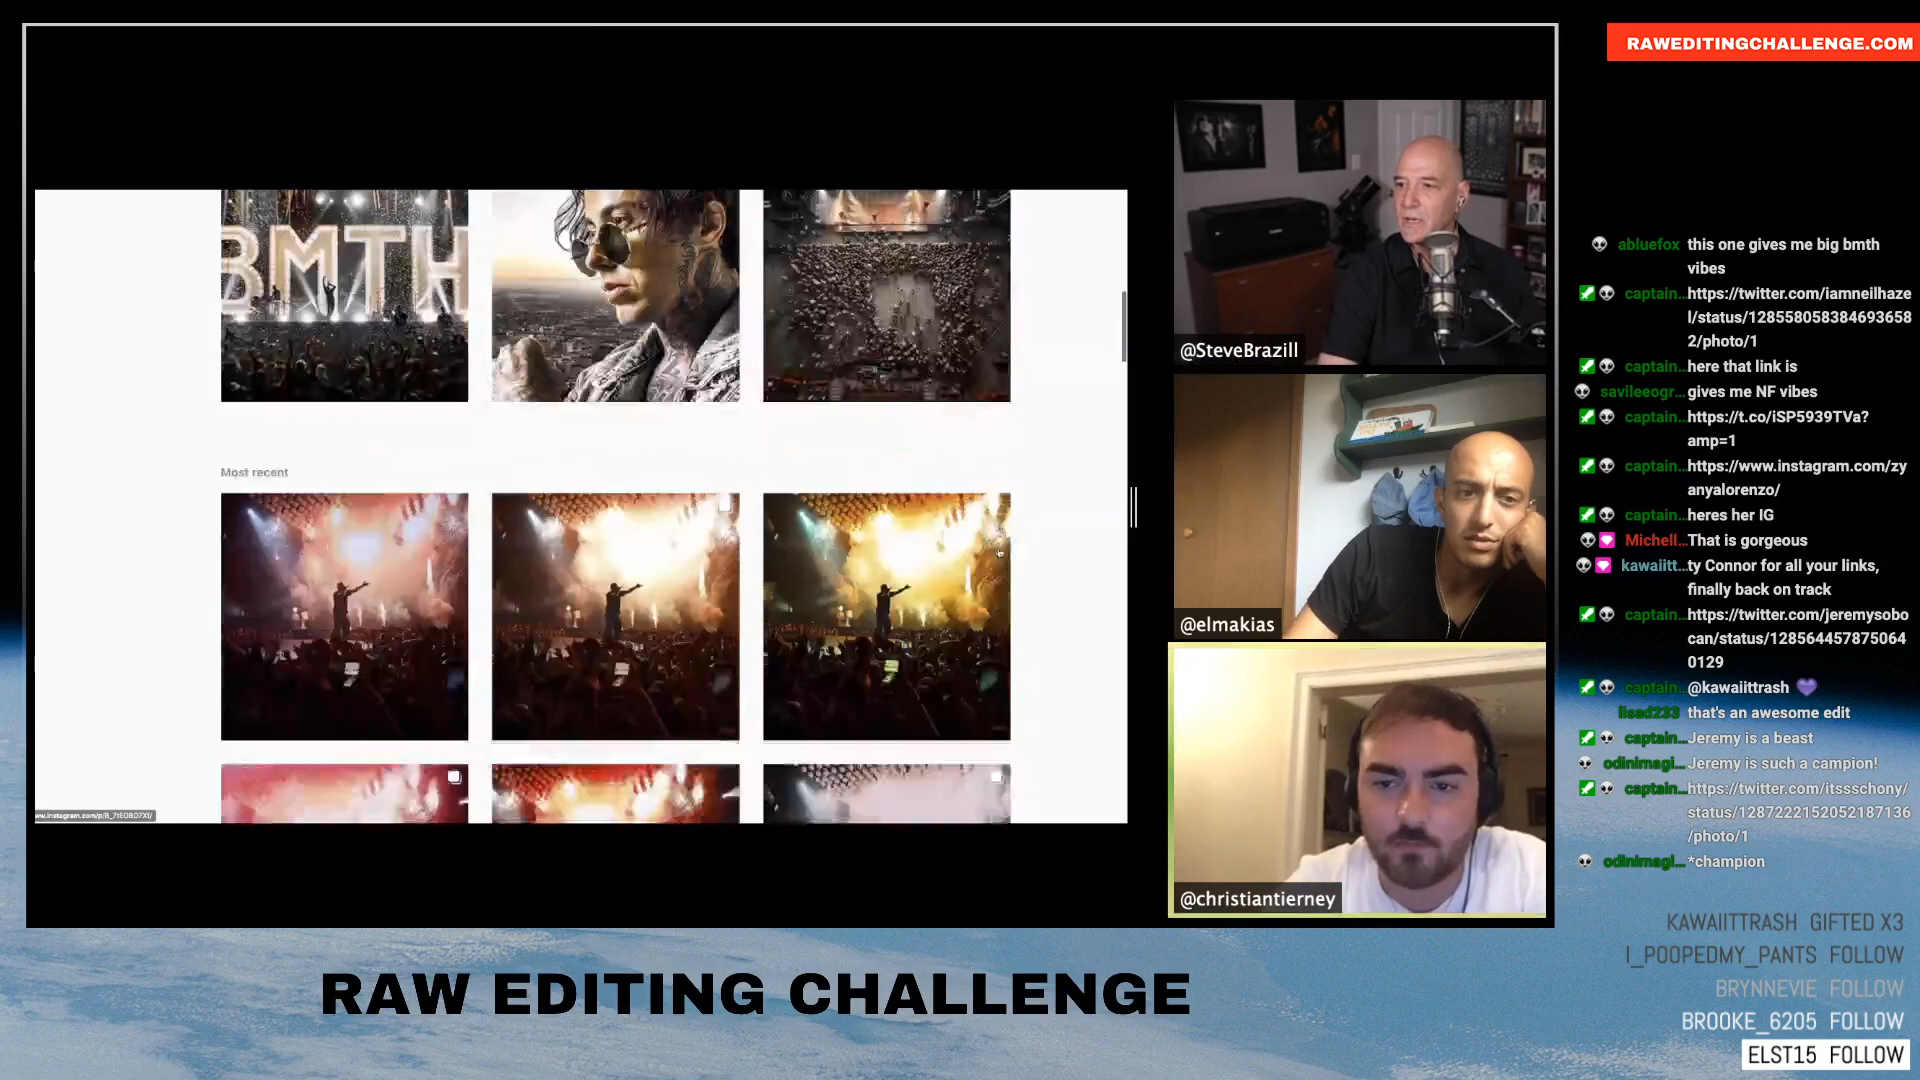 RAWEDITINGCHALLENGE.COM
BMTH
Most recent
www.instagram.com/p/B_7tEDBD7Xf/
@SteveBrazill
@elmakias
@christiantierney
abluefox this one gives me big bmth
vibes
captain... https://twitter.com/iamneilhaze
l/status/128558058384693658
2/photo/1
captain... here that link is
savileeogr... gives me NF vibes
captain... https://t.co/iSP5939TVa?
amp=1
captain... https://www.instagram.com/zy
anyalorenzo/
captain... heres her IG
Michell... That is gorgeous
kawaiitt... ty Connor for all your links,
finally back on track
captain... https://twitter.com/jeremysobo
can/status/128564457875064
0129
captain... @kawaiittrash
lisad233 that's an awesome edit
captain... Jeremy is a beast
odinimagi... Jeremy is such a campion!
captain... https://twitter.com/itssschony/
status/1287222152052187136
/photo/1
odinimagi... *champion
KAWAIITTRASH GIFTED X3
I_POOPEDMY_PANTS FOLLOW
BRYNNEVIE FOLLOW
BROOKE_6205 FOLLOW
ELST15 FOLLOW
RAW EDITING CHALLENGE